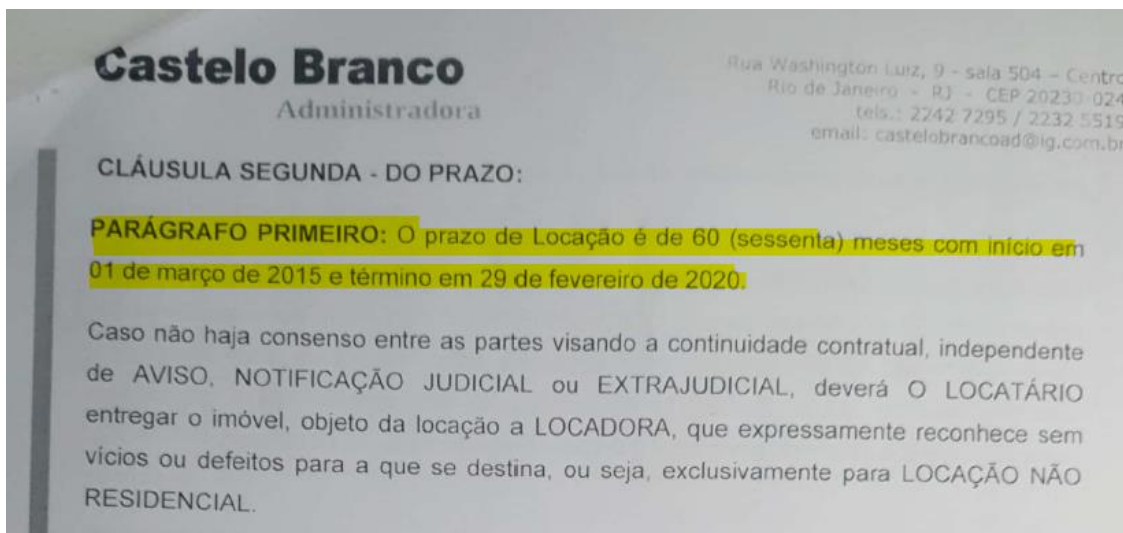 Castelo Branco
Administradora
Rua Washington Luiz, 9 - sala 504 – Centro
Rio de Janeiro - RJ - CEP 20230 024
tels.: 2242 7295 / 2232 5519
email: castelobrancoad@ig.com.br
CLÁUSULA SEGUNDA - DO PRAZO:
PARÁGRAFO PRIMEIRO: O prazo de Locação é de 60 (sessenta) meses com início em
01 de março de 2015 e término em 29 de fevereiro de 2020.
Caso não haja consenso entre as partes visando a continuidade contratual, independente
de AVISO, NOTIFICAÇÃO JUDICIAL ou EXTRAJUDICIAL, deverá O LOCATÁRIO
entregar o imóvel, objeto da locação a LOCADORA, que expressamente reconhece sem
vícios ou defeitos para a que se destina, ou seja, exclusivamente para LOCAÇÃO NÃO
RESIDENCIAL.